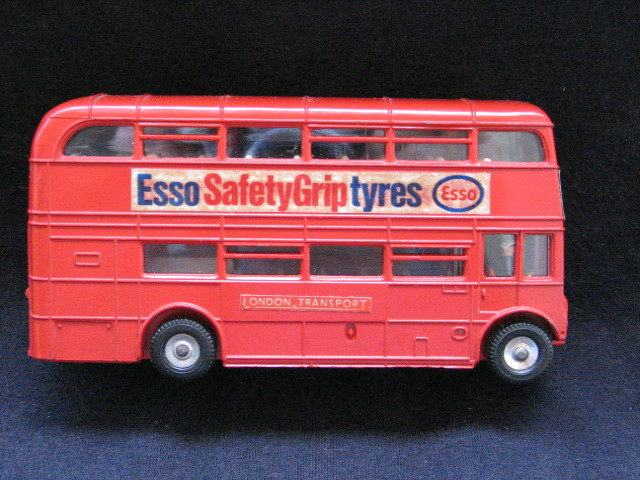 Esso SafetyGrip tyres Esso
LONDON TRANSPORT